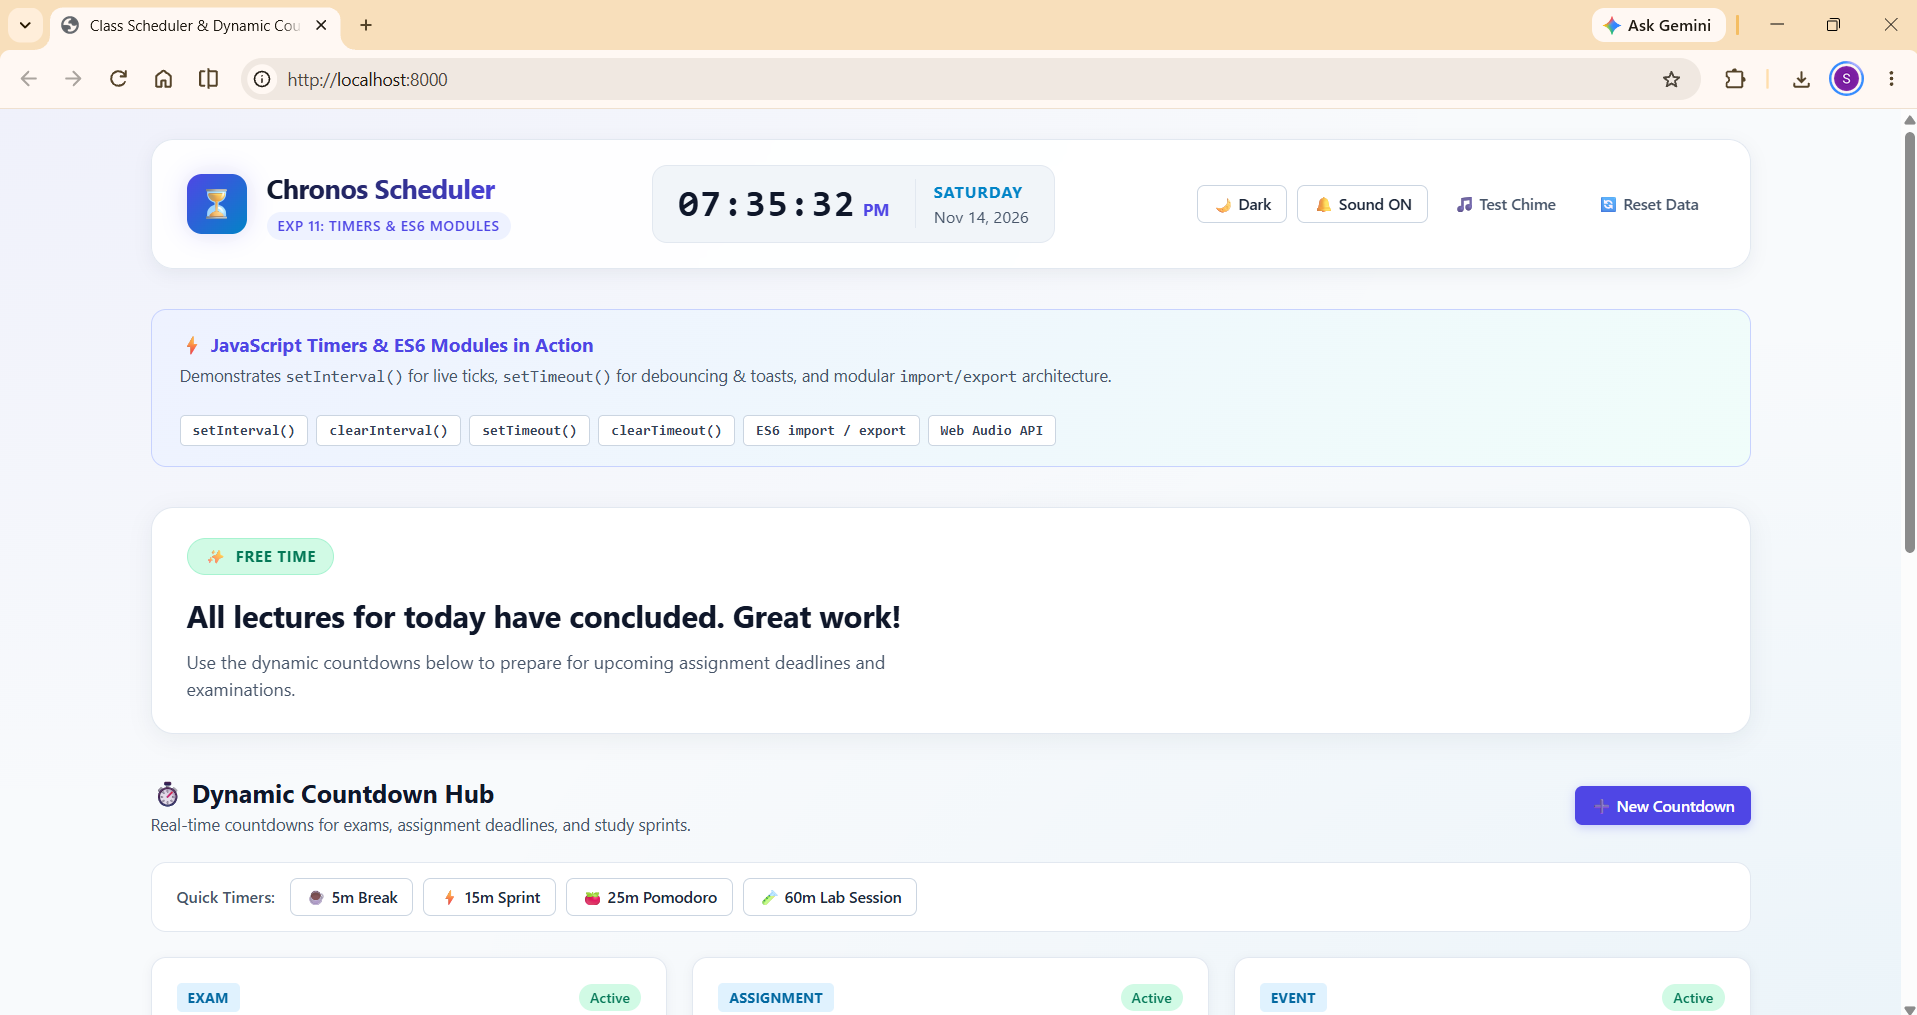 Class Scheduler & Dynamic Cou
Ask Gemini
http://localhost:8000
S
Chronos Scheduler
EXP 11: TIMERS & ES6 MODULES
07:35:32 PM
SATURDAY
Nov 14, 2026
Dark
Sound ON
Test Chime
Reset Data
JavaScript Timers & ES6 Modules in Action
Demonstrates setInterval() for live ticks, setTimeout() for debouncing & toasts, and modular import/export architecture.
setInterval()
clearInterval()
setTimeout()
clearTimeout()
ES6 import / export
Web Audio API
FREE TIME
All lectures for today have concluded. Great work!
Use the dynamic countdowns below to prepare for upcoming assignment deadlines and
examinations.
Dynamic Countdown Hub
Real-time countdowns for exams, assignment deadlines, and study sprints.
New Countdown
Quick Timers:
5m Break
15m Sprint
25m Pomodoro
60m Lab Session
EXAM
Active
ASSIGNMENT
Active
EVENT
Active